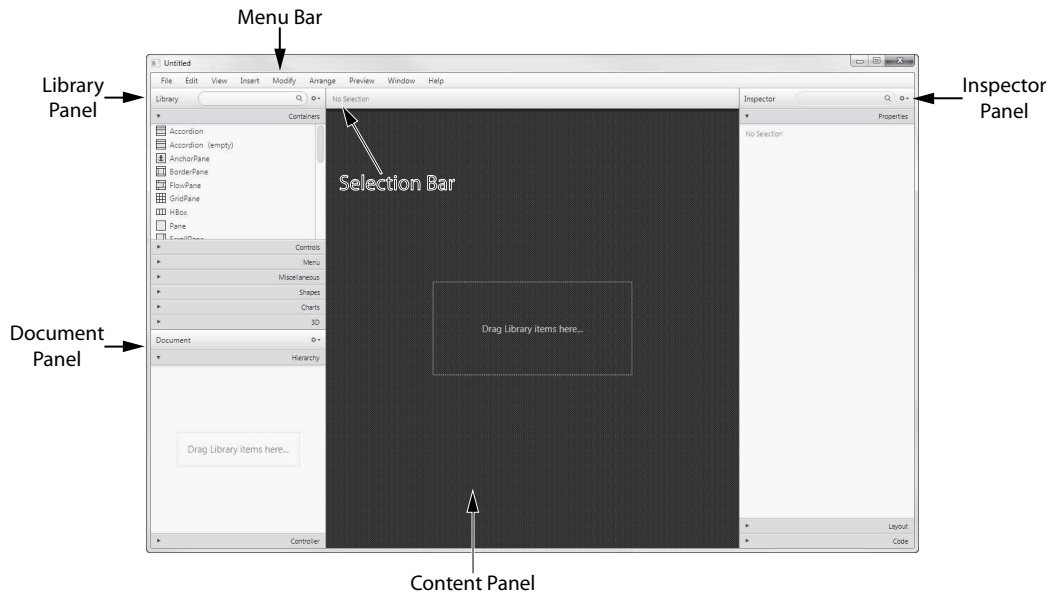 Menu Bar
Untitled
File Edit View Insert Modify Arrange Preview Window Help
Library
Panel
Library
No Selection
Inspector
Inspector
Panel
Containers
Properties
Accordion
No Selection
Accordion (empty)
AnchorPane
BorderPane
Selection Bar
FlowPane
GridPane
HBox
Pane
ScrollPane
Controls
Menu
Miscellaneous
Shapes
Charts
3D
Drag Library items here...
Document
Panel
Document
Hierarchy
Drag Library items here...
Layout
Controller
Code
Content Panel